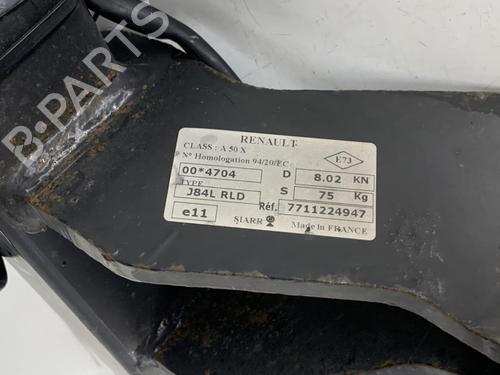 B-PARTS
RENAULT
CLASS : A 50 X
N° Homologation 94/20/EC
E73
00*4704 D 8.02 KN
TYPE S 75 Kg
J84L RLD Réf. 7711224947
e11 SIARR Made in FRANCE